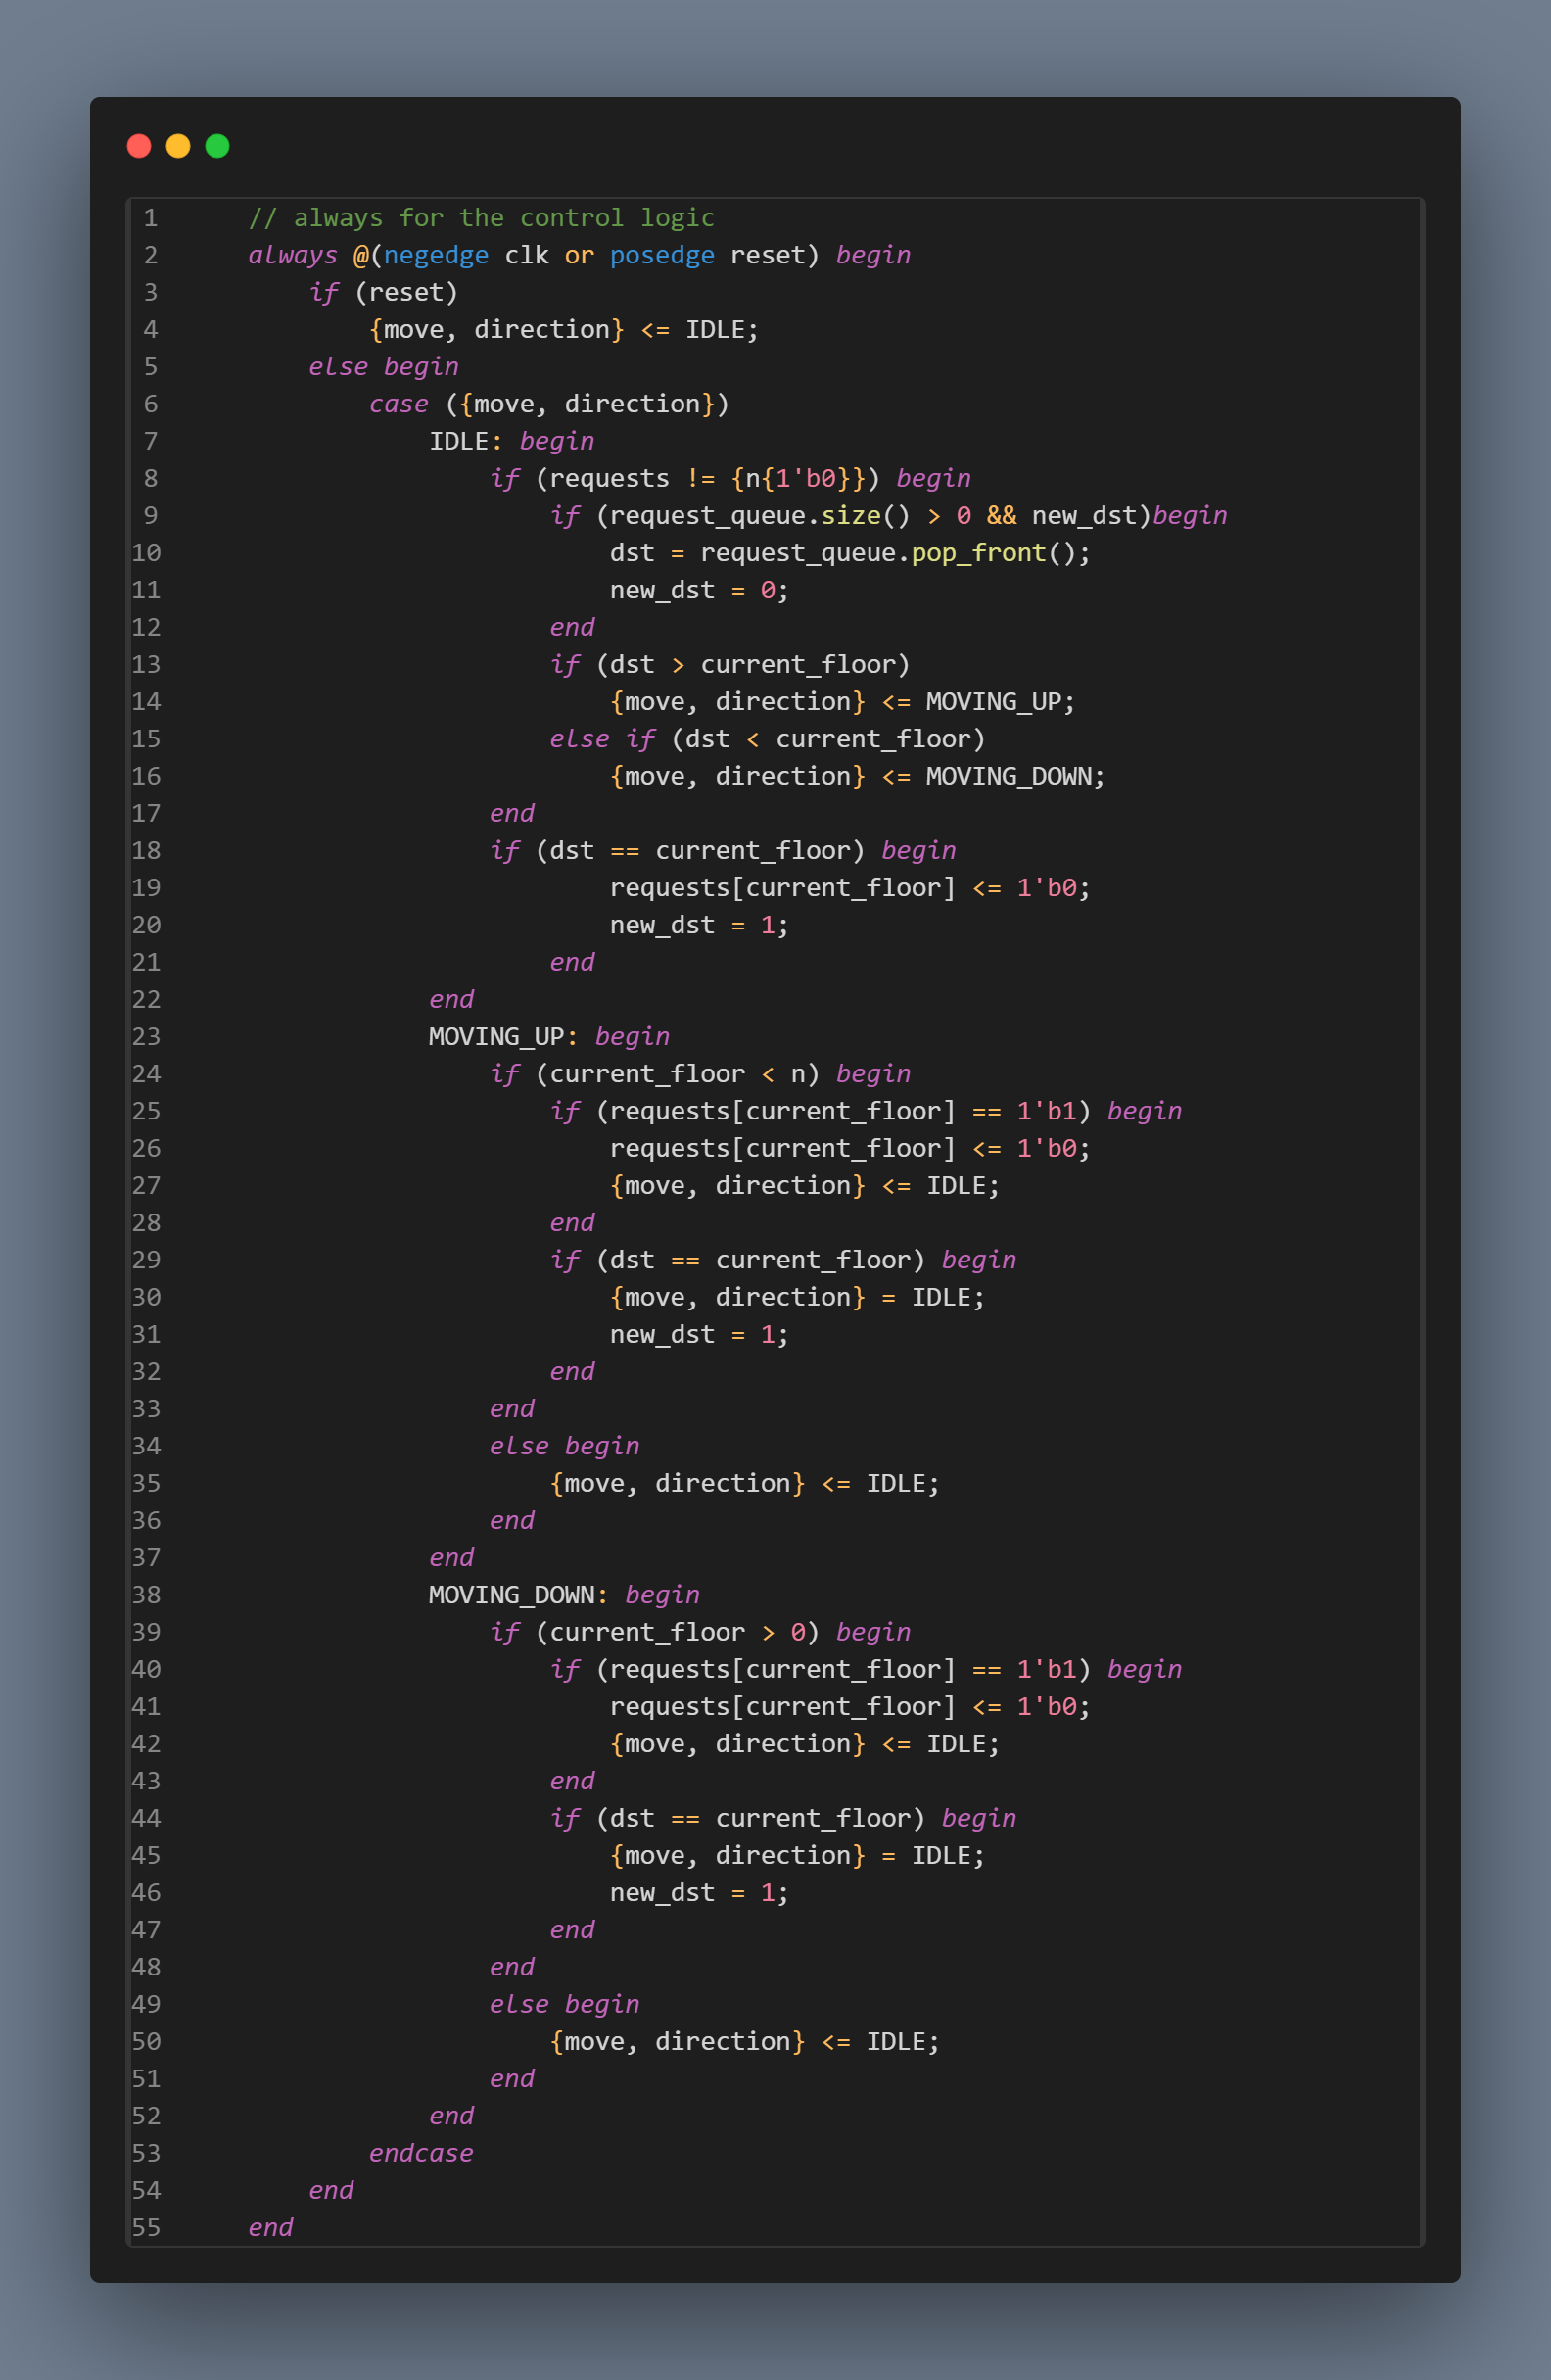 1 // always for the control logic
2 always @(negedge clk or posedge reset) begin
3 if (reset)
4 {move, direction} <= IDLE;
5 else begin
6 case ({move, direction})
7 IDLE: begin
8 if (requests != {n{1'b0}}) begin
9 if (request_queue.size() > 0 && new_dst)begin
10 dst = request_queue.pop_front();
11 new_dst = 0;
12 end
13 if (dst > current_floor)
14 {move, direction} <= MOVING_UP;
15 else if (dst < current_floor)
16 {move, direction} <= MOVING_DOWN;
17 end
18 if (dst == current_floor) begin
19 requests[current_floor] <= 1'b0;
20 new_dst = 1;
21 end
22 end
23 MOVING_UP: begin
24 if (current_floor < n) begin
25 if (requests[current_floor] == 1'b1) begin
26 requests[current_floor] <= 1'b0;
27 {move, direction} <= IDLE;
28 end
29 if (dst == current_floor) begin
30 {move, direction} = IDLE;
31 new_dst = 1;
32 end
33 end
34 else begin
35 {move, direction} <= IDLE;
36 end
37 end
38 MOVING_DOWN: begin
39 if (current_floor > 0) begin
40 if (requests[current_floor] == 1'b1) begin
41 requests[current_floor] <= 1'b0;
42 {move, direction} <= IDLE;
43 end
44 if (dst == current_floor) begin
45 {move, direction} = IDLE;
46 new_dst = 1;
47 end
48 end
49 else begin
50 {move, direction} <= IDLE;
51 end
52 end
53 endcase
54 end
55 end